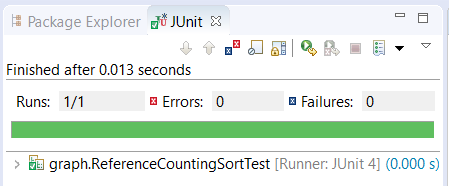 Package Explorer JUnit
Finished after 0.013 seconds
Runs: 1/1 Errors: 0 Failures: 0
graph.ReferenceCountingSortTest [Runner: JUnit 4] (0.000 s)